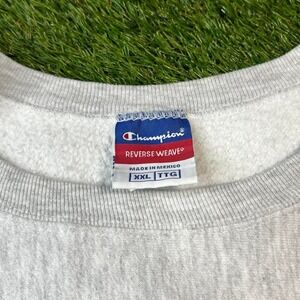 Champion®
REVERSE WEAVE®
MADE IN MEXICO
XXL TTG